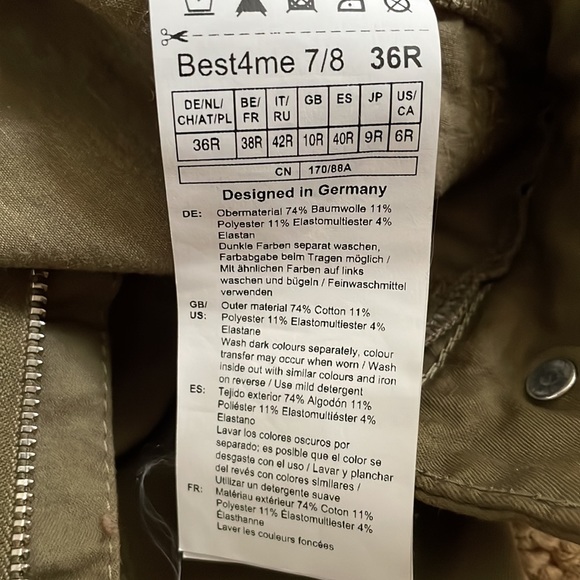 Best4me 7/8 36R
DE/NL/ CH/AT/PL BE/ FR IT/ RU GB ES JP US/ CA
36R 38R 42R 10R 40R 9R 6R
CN 170/88A
Designed in Germany
DE: Obermaterial 74% Baumwolle 11%
Polyester 11% Elastomultiester 4%
Elastan
Dunkle Farben separat waschen,
Farbabgabe beim Tragen möglich /
Mit ähnlichen Farben auf links
waschen und bügeln / Feinwaschmittel
verwenden
GB/ US: Outer material 74% Cotton 11%
Polyester 11% Elastomultiester 4%
Elastane
Wash dark colours separately, colour
transfer may occur when worn / Wash
inside out with similar colours and iron
on reverse / Use mild detergent
ES: Tejido exterior 74% Algodón 11%
Poliéster 11% Elastomultiéster 4%
Elastano
Lavar los colores oscuros por
separado; es posible que el color se
desgaste con el uso / Lavar y planchar
del revés con colores similares /
Utilizar un detergente suave
FR: Matériau extérieur 74% Coton 11%
Polyester 11% Élastomultiester 4%
Élasthanne
Laver les couleurs foncées